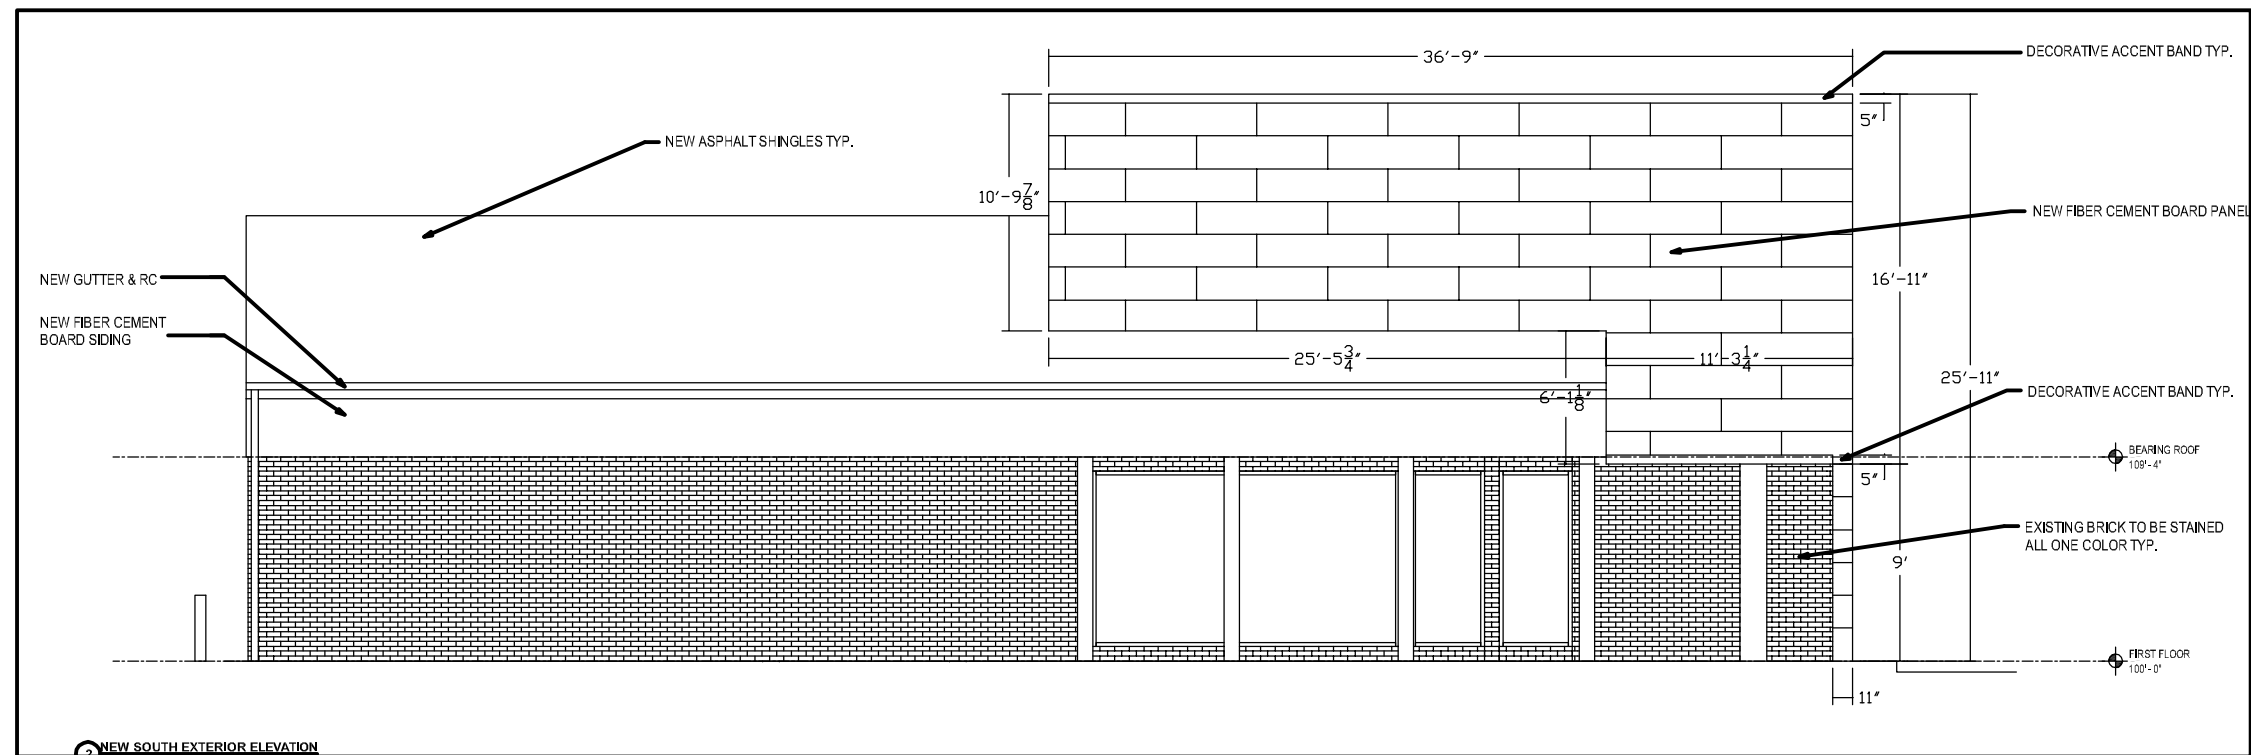 36'-9"
DECORATIVE ACCENT BAND TYP.
5"
NEW ASPHALT SHINGLES TYP.
10'-9 7/8"
NEW FIBER CEMENT BOARD PANEL
16'-11"
NEW GUTTER & RC
NEW FIBER CEMENT
BOARD SIDING
25'-5 3/4"
11'-3 1/4"
25'-11"
6'-1 1/8"
DECORATIVE ACCENT BAND TYP.
BEARING ROOF
109'-4"
5"
EXISTING BRICK TO BE STAINED
ALL ONE COLOR TYP.
9'
FIRST FLOOR
100'-0"
11"
NEW SOUTH EXTERIOR ELEVATION